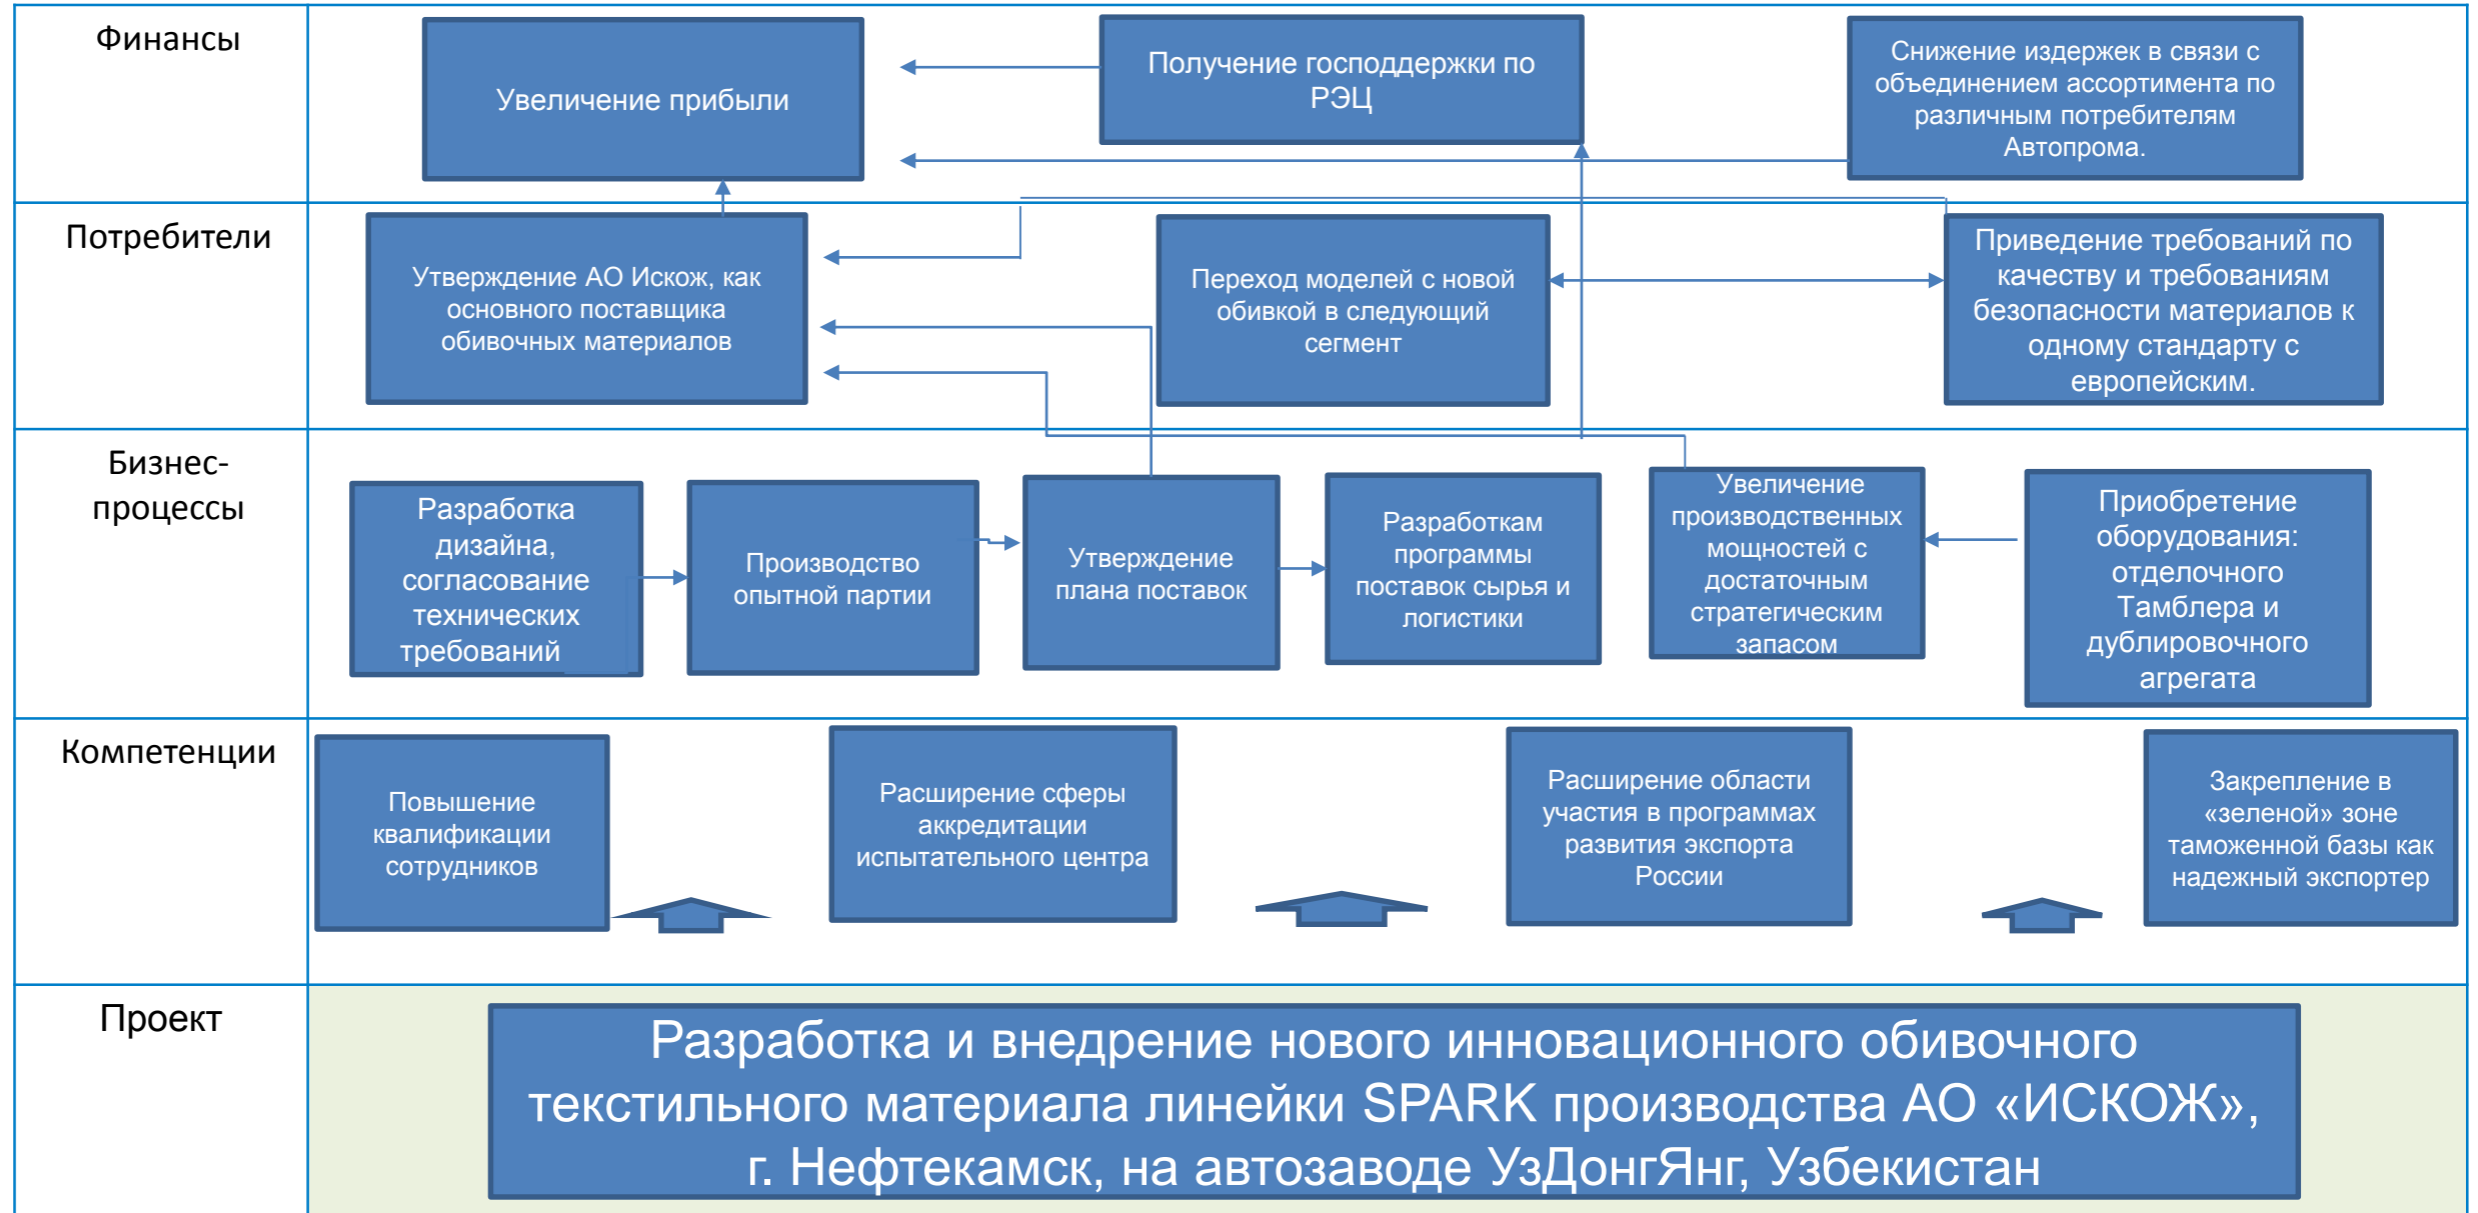 Финансы
Увеличение прибыли
Получение господдержки по
РЭЦ
Снижение издержек в связи с
объединением ассортимента по
различным потребителям
Автопрома.
Потребители
Утверждение АО Искож, как
основного поставщика
обивочных материалов
Переход моделей с новой
обивкой в следующий
сегмент
Приведение требований по
качеству и требованиям
безопасности материалов к
одному стандарту с
европейским.
Бизнес-
процессы
Разработка
дизайна,
согласование
технических
требований
Производство
опытной партии
Утверждение
плана поставок
Разработкам
программы
поставок сырья и
логистики
Увеличение
производственных
мощностей с
достаточным
стратегическим
запасом
Приобретение
оборудования:
отделочного
Тамблера и
дублировочного
агрегата
Компетенции
Повышение
квалификации
сотрудников
Расширение сферы
аккредитации
испытательного центра
Расширение области
участия в программах
развития экспорта
России
Закрепление в
«зеленой» зоне
таможенной базы как
надежный экспортер
Проект
Разработка и внедрение нового инновационного обивочного
текстильного материала линейки SPARK производства АО «ИСКОЖ»,
г. Нефтекамск, на автозаводе УзДонгЯнг, Узбекистан